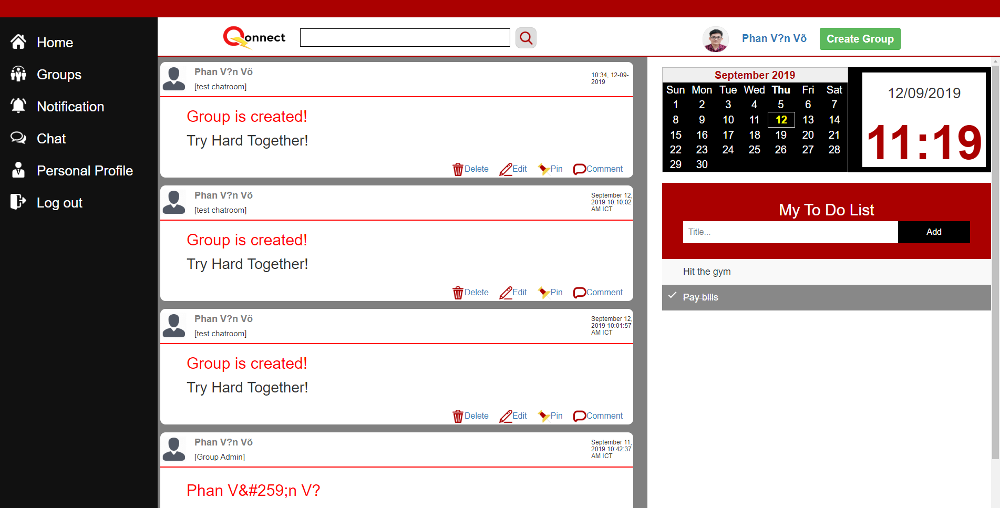 Home
Groups
Notification
Chat
Personal Profile
Log out
Qonnect
Phan V?n Võ
Create Group
Phan V?n Võ
[test chatroom]
10:34, 12-09-
2019
Group is created!
Try Hard Together!
Delete Edit Pin Comment
Phan V?n Võ
[test chatroom]
September 12,
2019 10:10:02
AM ICT
Group is created!
Try Hard Together!
Delete Edit Pin Comment
Phan V?n Võ
[test chatroom]
September 12,
2019 10:01:57
AM ICT
Group is created!
Try Hard Together!
Delete Edit Pin Comment
Phan V?n Võ
[Group Admin]
September 11,
2019 10:42:37
AM ICT
Phan V&#259;n V?
September 2019
Sun Mon Tue Wed Thu Fri Sat
1 2 3 4 5 6 7
8 9 10 11 12 13 14
15 16 17 18 19 20 21
22 23 24 25 26 27 28
29 30
12/09/2019
11:19
My To Do List
Title... Add
Hit the gym
Pay bills